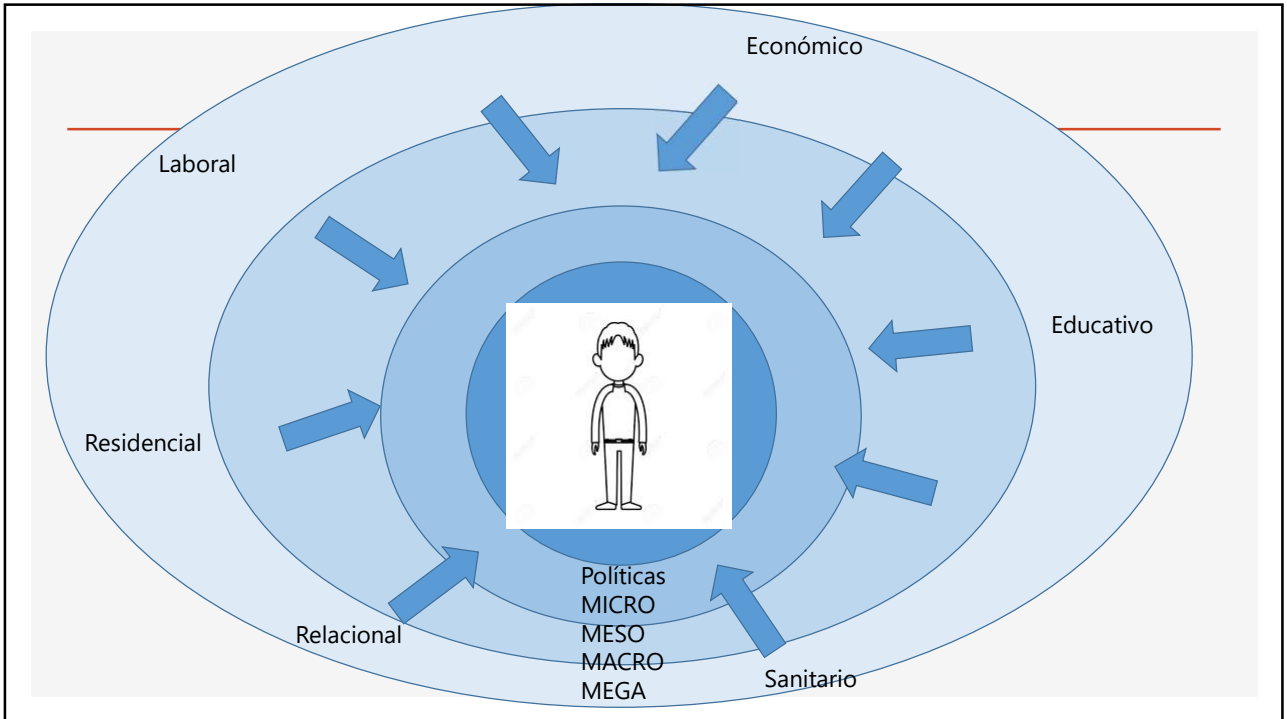 Económico
Laboral
Educativo
Residencial
Políticas
MICRO
MESO
MACRO
MEGA
Relacional
Sanitario